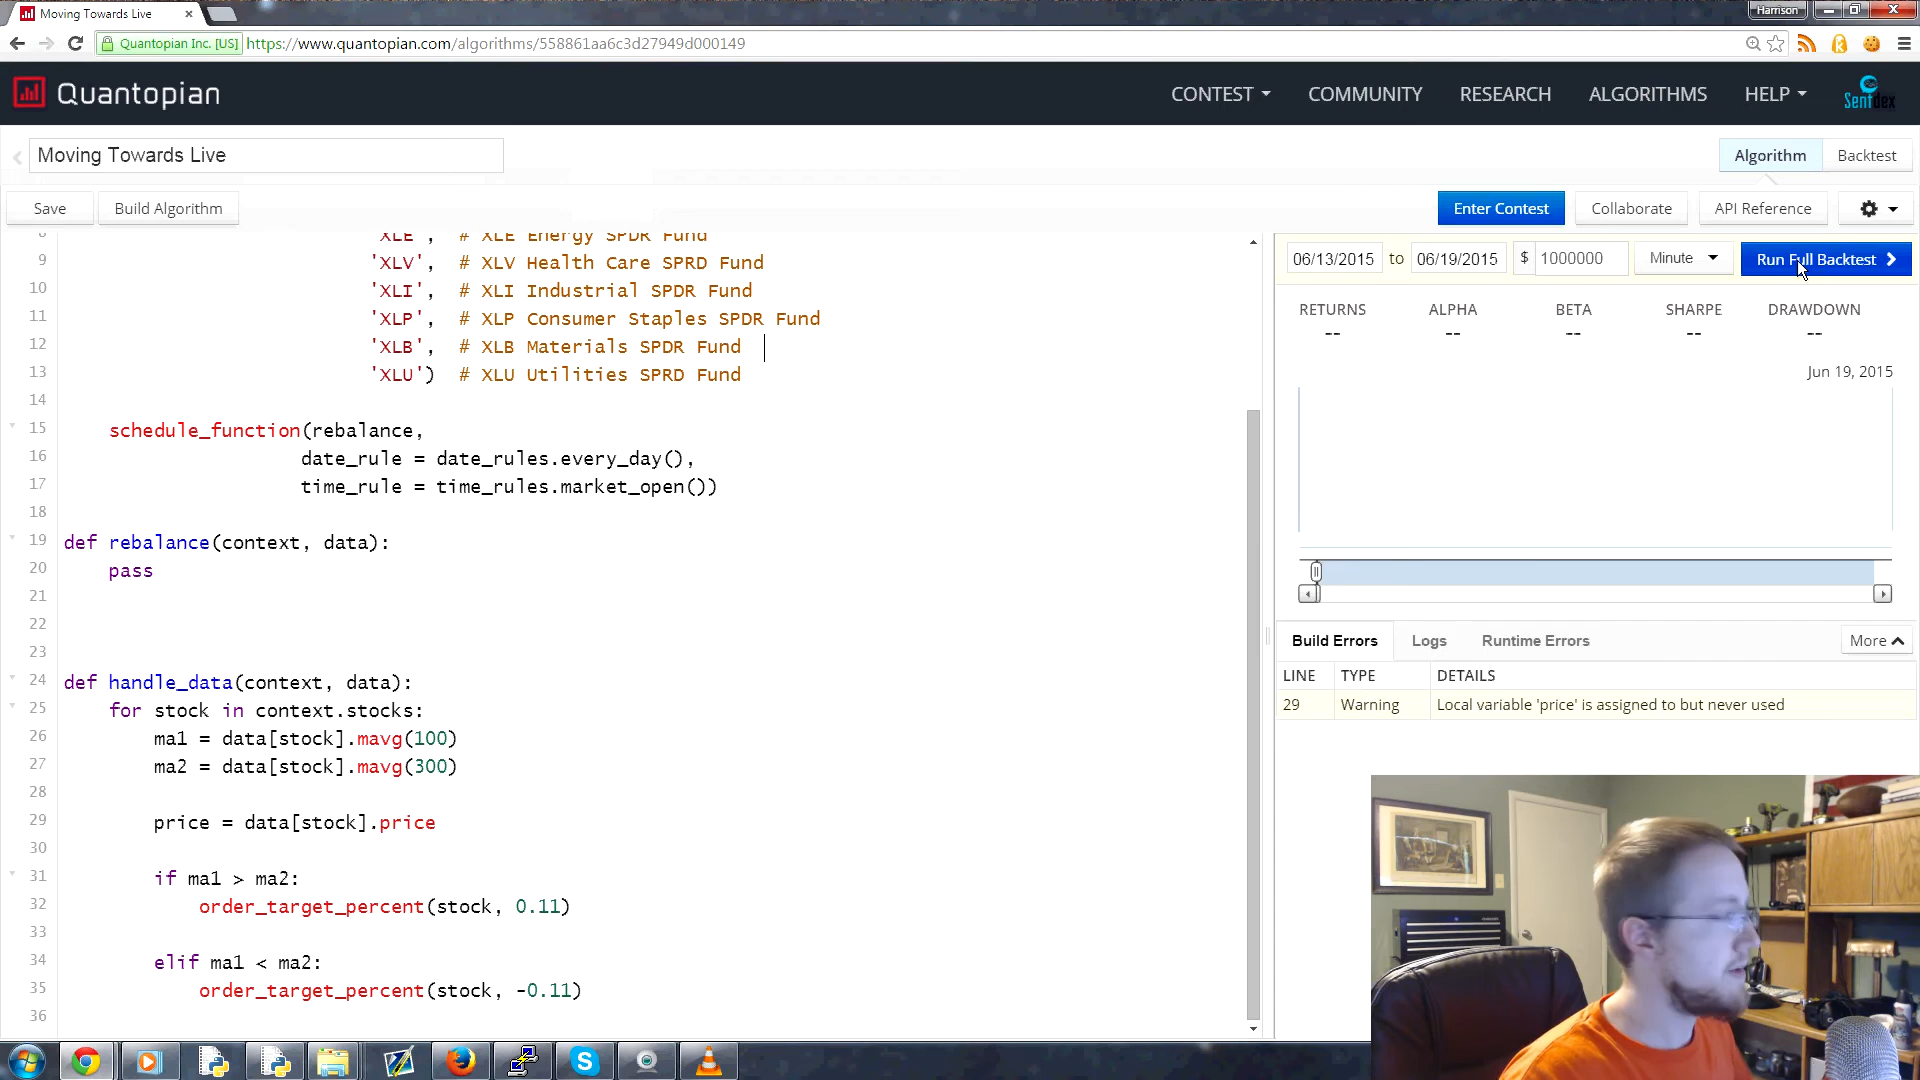 Moving Towards Live
Harrison
Quantopian Inc. [US] https://www.quantopian.com/algorithms/558861aa6c3d27949d000149
Quantopian
CONTEST COMMUNITY RESEARCH ALGORITHMS HELP
Sentdex
Moving Towards Live
Algorithm Backtest
Save Build Algorithm
Enter Contest Collaborate API Reference
8 'XLE', # XLE Energy SPDR Fund
9 'XLV', # XLV Health Care SPRD Fund
10 'XLI', # XLI Industrial SPDR Fund
11 'XLP', # XLP Consumer Staples SPDR Fund
12 'XLB', # XLB Materials SPDR Fund
13 'XLU') # XLU Utilities SPRD Fund
14
15 schedule_function(rebalance,
16 date_rule = date_rules.every_day(),
17 time_rule = time_rules.market_open())
18
19 def rebalance(context, data):
20 pass
21
22
23
24 def handle_data(context, data):
25 for stock in context.stocks:
26 ma1 = data[stock].mavg(100)
27 ma2 = data[stock].mavg(300)
28
29 price = data[stock].price
30
31 if ma1 > ma2:
32 order_target_percent(stock, 0.11)
33
34 elif ma1 < ma2:
35 order_target_percent(stock, -0.11)
36
06/13/2015 to 06/19/2015 $ 1000000 Minute Run Full Backtest
RETURNS ALPHA BETA SHARPE DRAWDOWN
-- -- -- -- --
Jun 19, 2015
Build Errors Logs Runtime Errors More
LINE TYPE DETAILS
29 Warning Local variable 'price' is assigned to but never used